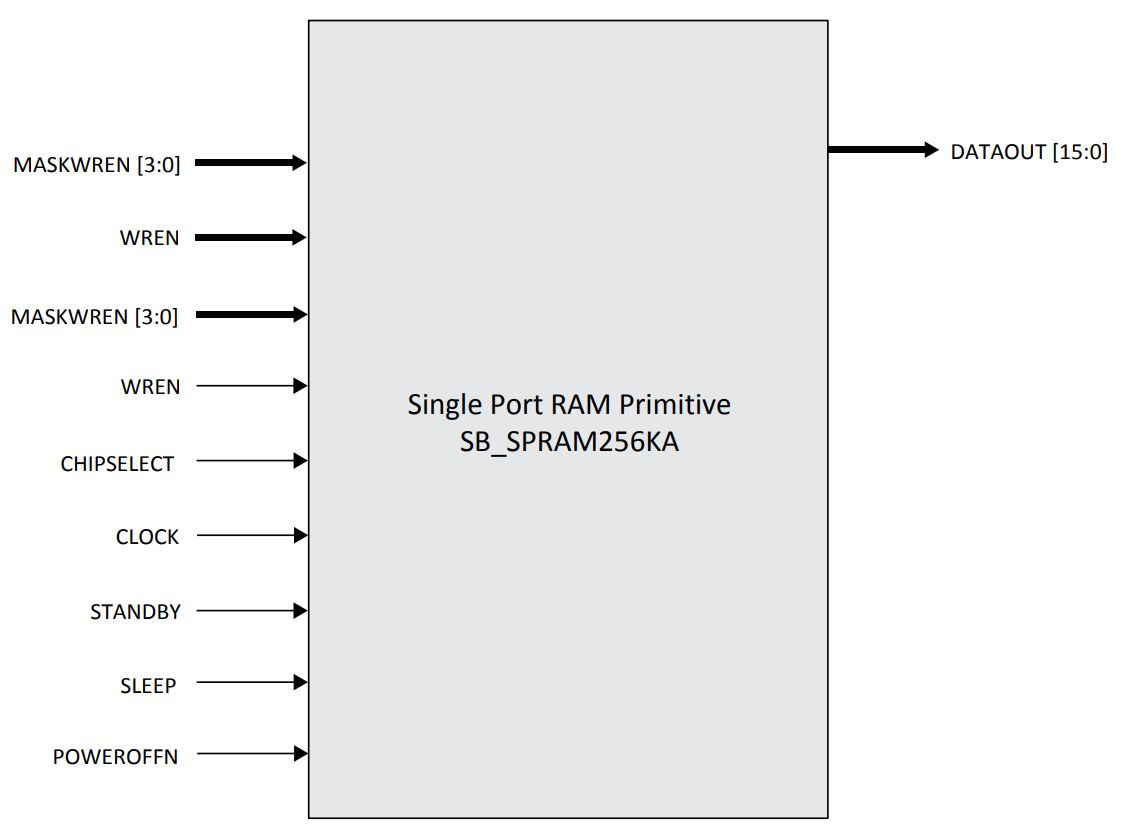 MASKWREN [3:0]
DATAOUT [15:0]
WREN
MASKWREN [3:0]
WREN
Single Port RAM Primitive
SB_SPRAM256KA
CHIPSELECT
CLOCK
STANDBY
SLEEP
POWEROFFN